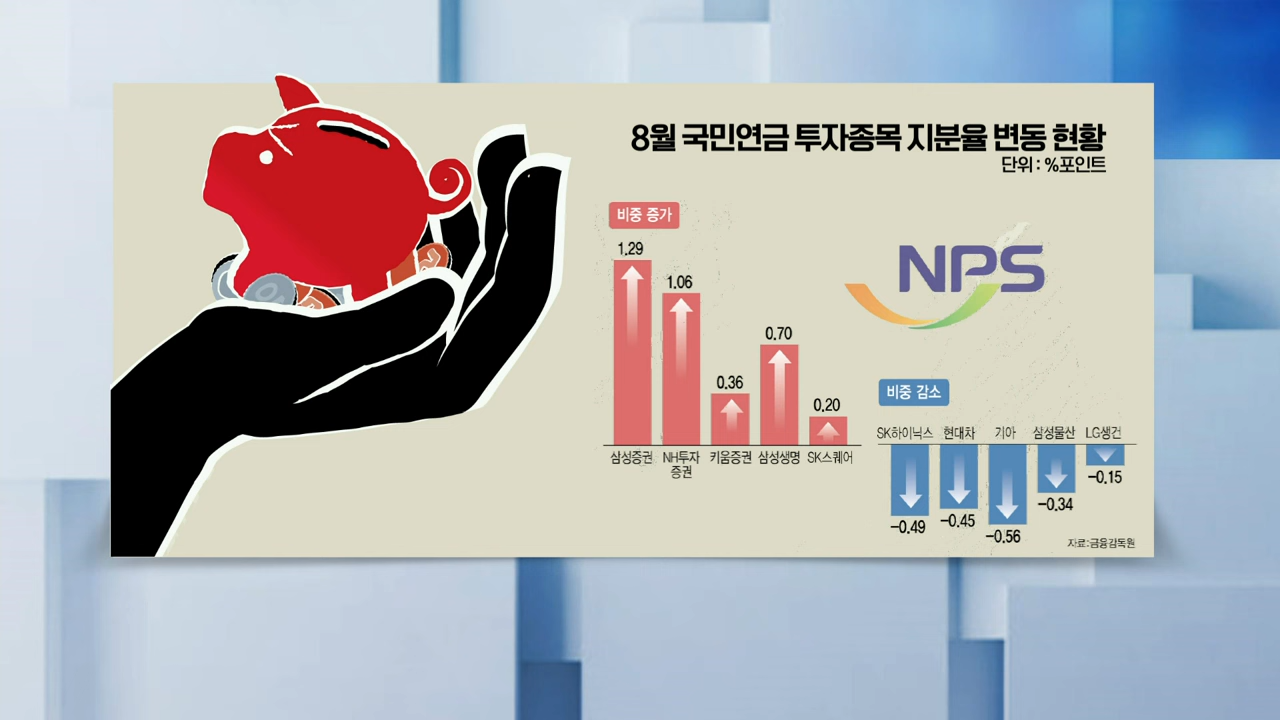 8월 국민연금 투자종목 지분율 변동 현황
단위 : %포인트
비중 증가
1.29
1.06
0.36
0.70
0.20
삼성증권
NH투자
증권
키움증권
삼성생명
SK스퀘어
NPS
비중 감소
SK하이닉스
현대차
기아
삼성물산
LG생건
-0.49
-0.45
-0.56
-0.34
-0.15
자료:금융감독원